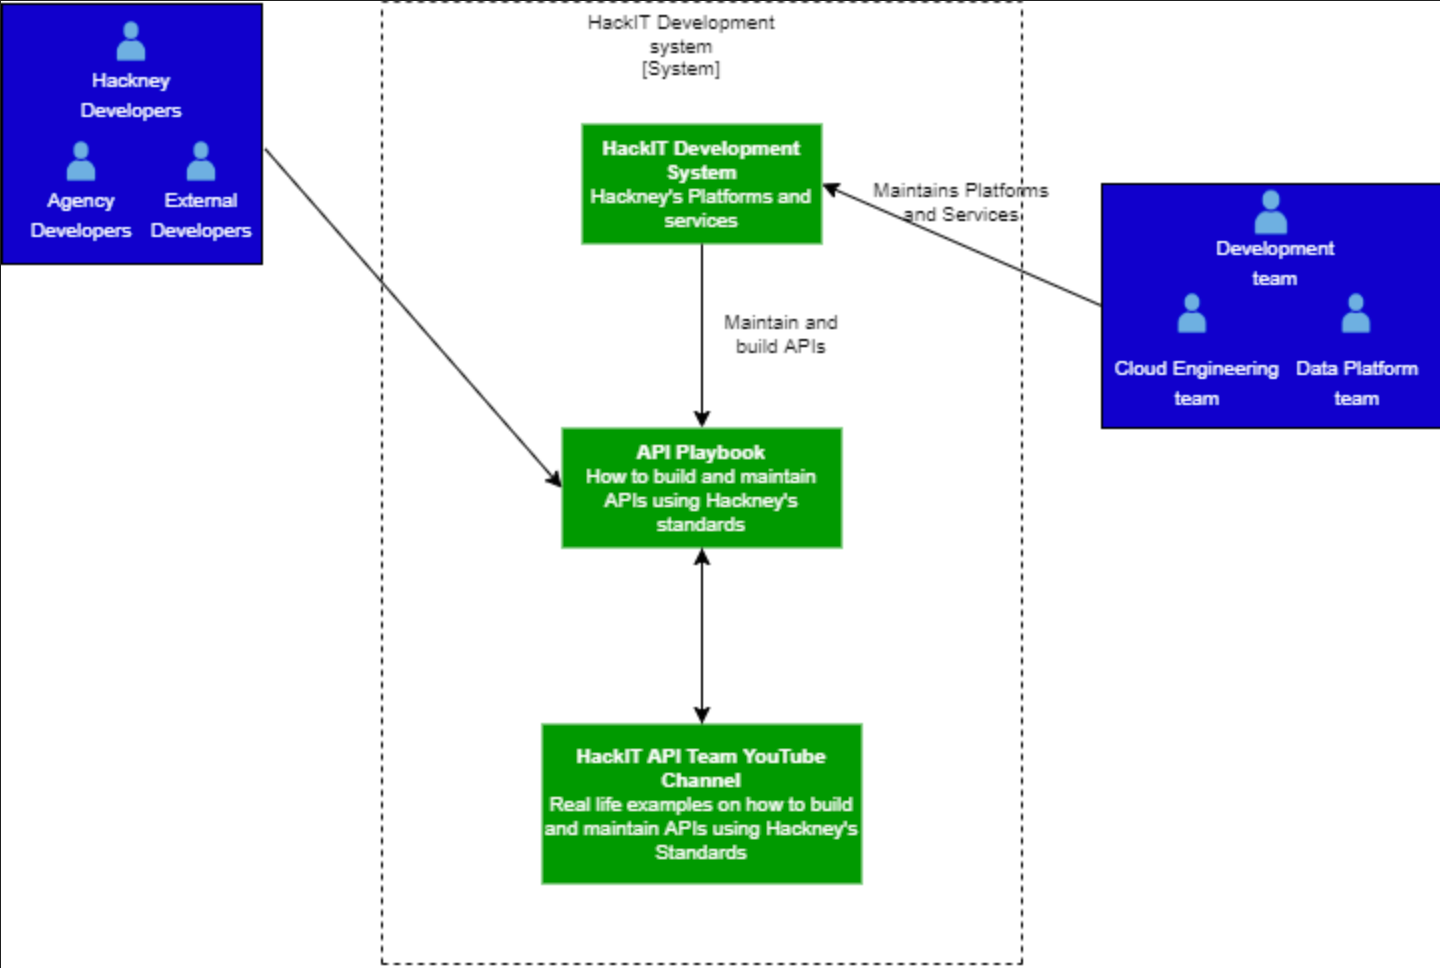 Hackney
Developers
Agency
Developers
External
Developers
HackIT Development
system
[System]
HackIT Development
System
Hackney's Platforms and
services
Maintains Platforms
and Services
Development
team
Cloud Engineering
team
Data Platform
team
Maintain and
build APIs
API Playbook
How to build and maintain
APIs using Hackney's
standards
HackIT API Team YouTube
Channel
Real life examples on how to build
and maintain APIs using Hackney's
Standards